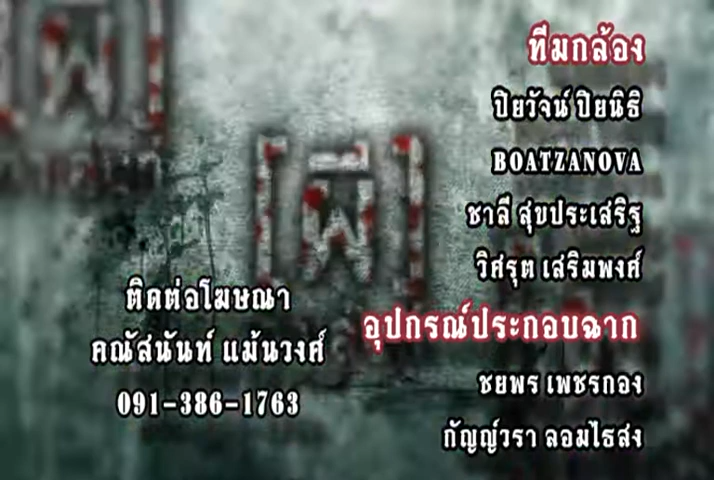 [ผี]
ทีมกล้อง
ปิยวัจน์ ปิยนิธิ
BOATZANOVA
ชาลี สุขประเสริฐ
วิศรุต เสริมพงศ์
อุปกรณ์ประกอบฉาก
ชยพร เพชรกอง
กัญญ์วรา ลอมไธสง
ติดต่อโฆษณา
คณัสนันท์ แม้นวงศ์
091-386-1763